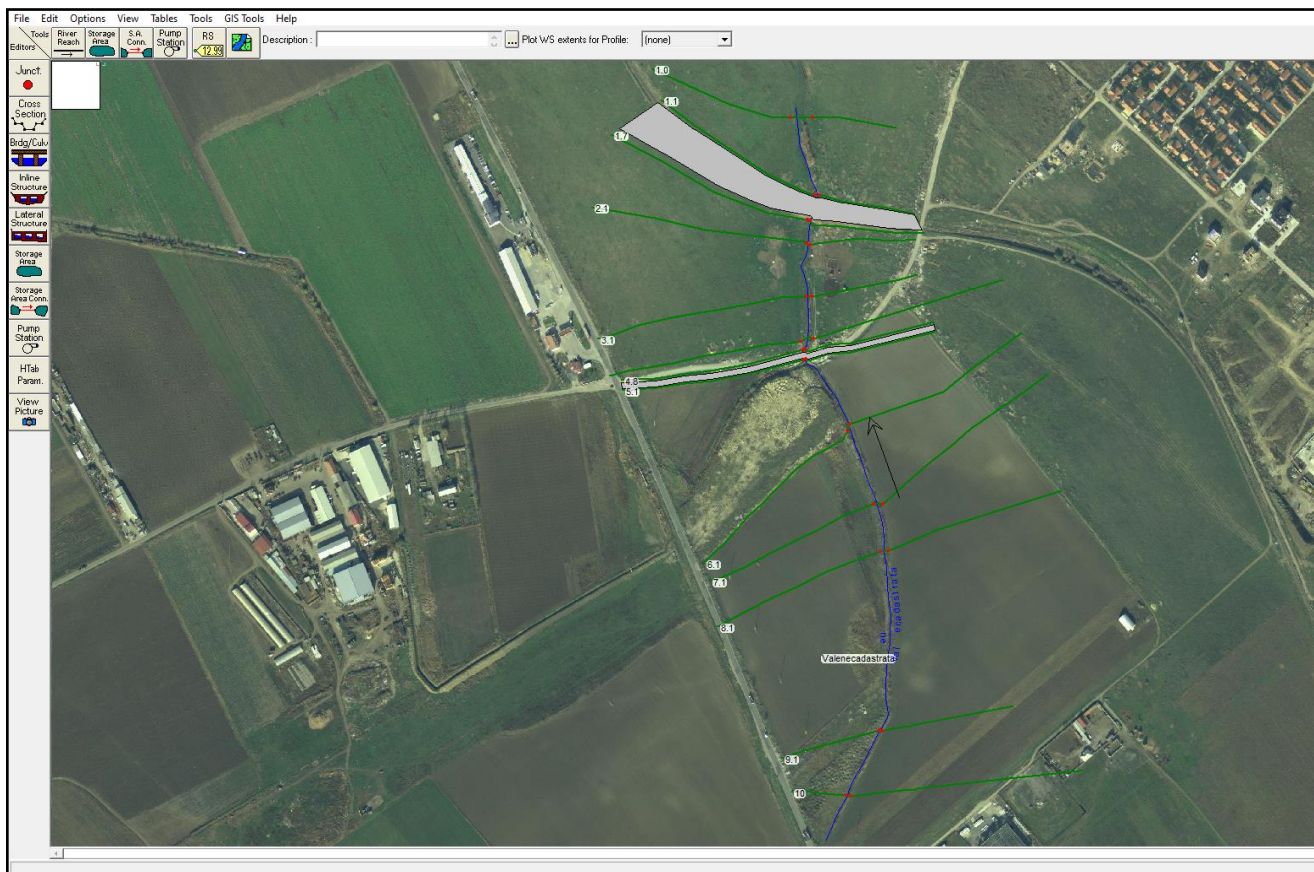 File Edit Options View Tables Tools GIS Tools Help
Tools
Editors
River
Reach
Storage
Area
S.A.
Conn.
Pump
Station
RS
12.99
Description :
...
Plot WS extents for Profile:
(none)
Junct.
Cross
Section
Brdg/Culv
Inline
Structure
Lateral
Structure
Storage
Area
Storage
Area Conn.
Pump
Station
HTab
Param.
View
Picture
1.0
1.1
1.7
2.1
3.1
4.8
5.1
6.1
7.1
8.1
Valenecadastrata
9.1
10